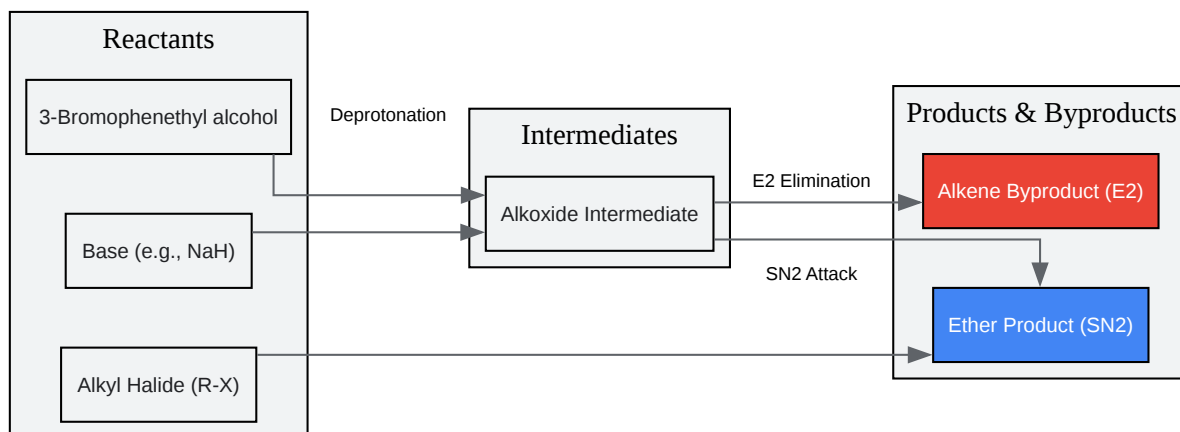 Reactants
3-Bromophenethyl alcohol
Base (e.g., NaH)
Alkyl Halide (R-X)
Deprotonation
Intermediates
Alkoxide Intermediate
E2 Elimination
SN2 Attack
Products & Byproducts
Alkene Byproduct (E2)
Ether Product (SN2)